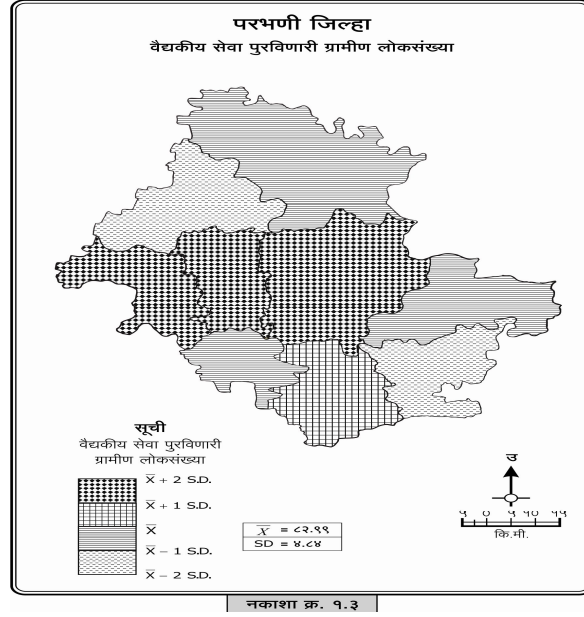 परभणी जिल्हा
वैद्यकीय सेवा पुरविणारी ग्रामीण लोकसंख्या
सूची
वैद्यकीय सेवा पुरविणारी
ग्रामीण लोकसंख्या
X̅ + 2 S.D.
X̅ + 1 S.D.
X̅
X̅ – 1 S.D.
X̅ – 2 S.D.
X̅ = ८२.९९
SD = ४.८४
उ
५ ० ५ १० १५
कि.मी.
नकाशा क्र. १.३